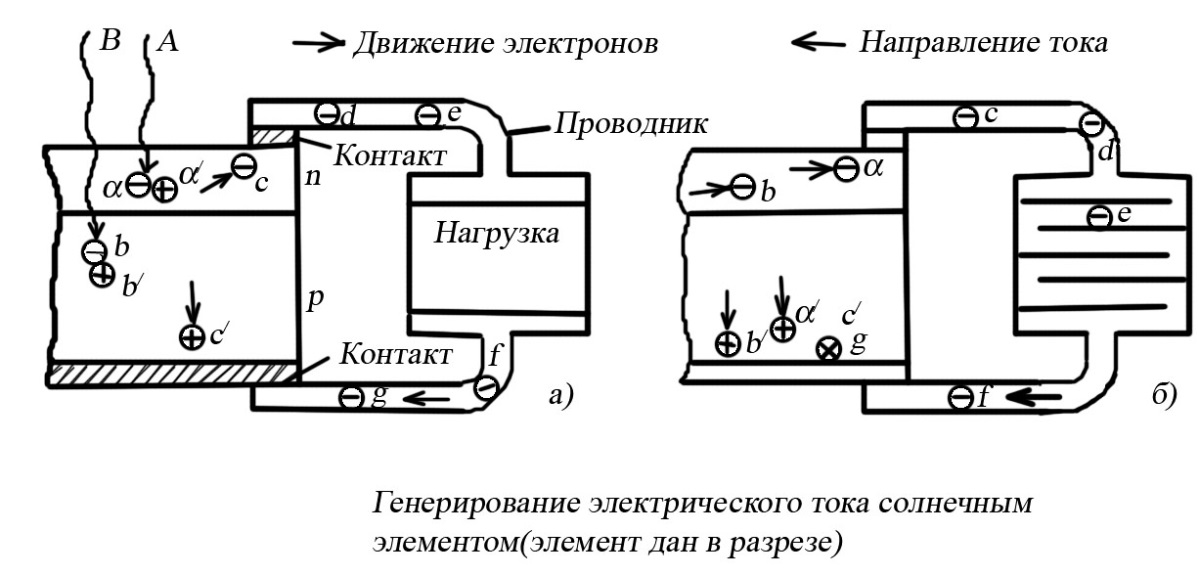 B A Движение электронов Направление тока
d e c
Проводник
Контакт d
α α′ c n b α
b Нагрузка e
b′ p
c′ α′ c′
b′ g
Контакт f
g а) f б)
Генерирование электрического тока солнечным
элементом(элемент дан в разрезе)